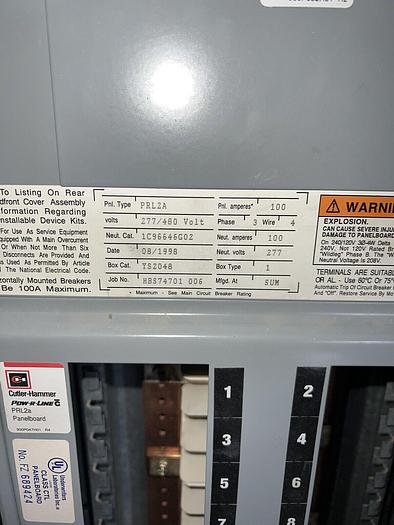 To Listing On Rear
dfront Cover Assembly
formation Regarding
nstallable Device Kits.
For Use As Service Equipment
quipped With A Main Overcurrent
Or When Not More Than Six
Disconnects Are Provided And
s Used As Permitted By Article
The National Electrical Code.
zontally Mounted Breakers
Be 100A Maximum.
Pnl. Type PRL2A Pnl. amperes* 100
volts 277/480 Volt Phase 3 Wire 4
Neut. Cat. 1C96646G02 Neut. amperes 100
Date 08/1998 Neut. volts 277
Box Cat. YS2048 Box Type 1
Job No. HBS74701 006 Mfgd. At SUM
* Maximum - See Main Circuit Breaker Rating
WARNI
EXPLOSION.
CAN CAUSE SEVERE INJU
DAMAGE TO PANELBOAR
On 240/120V 3Ø-4W Delta
240V, Not 120V Rated Br
"Wildleg" Phase B. The "W
Neutral Voltage Is 208V.
TERMINALS ARE SUITABL
OR AL - Use 60°C Or 75°
Automatic Trip Of Circuit Breaker
And "Off". Restore Service By Mo
Cutler-Hammer
POW-R-LINE C
PRL2a
Panelboard
Underwriters
Laboratories Inc.
UL
CLASS CTL
PANELBOARD
No. FZ 689424
1 2
3 4
5 6
7 8